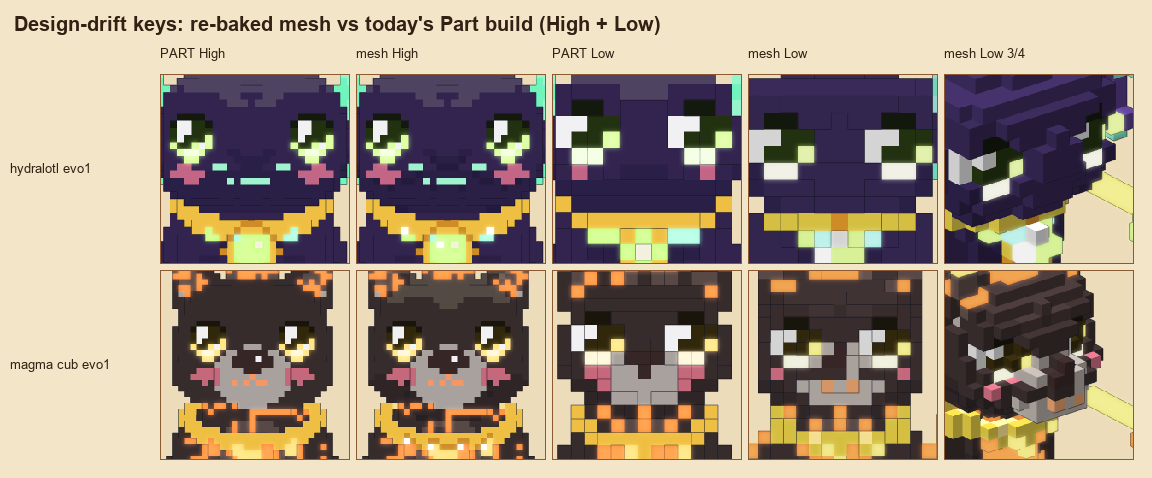 Design-drift keys: re-baked mesh vs today's Part build (High + Low)
PART High mesh High PART Low mesh Low mesh Low 3/4
hydralotl evo1
magma cub evo1